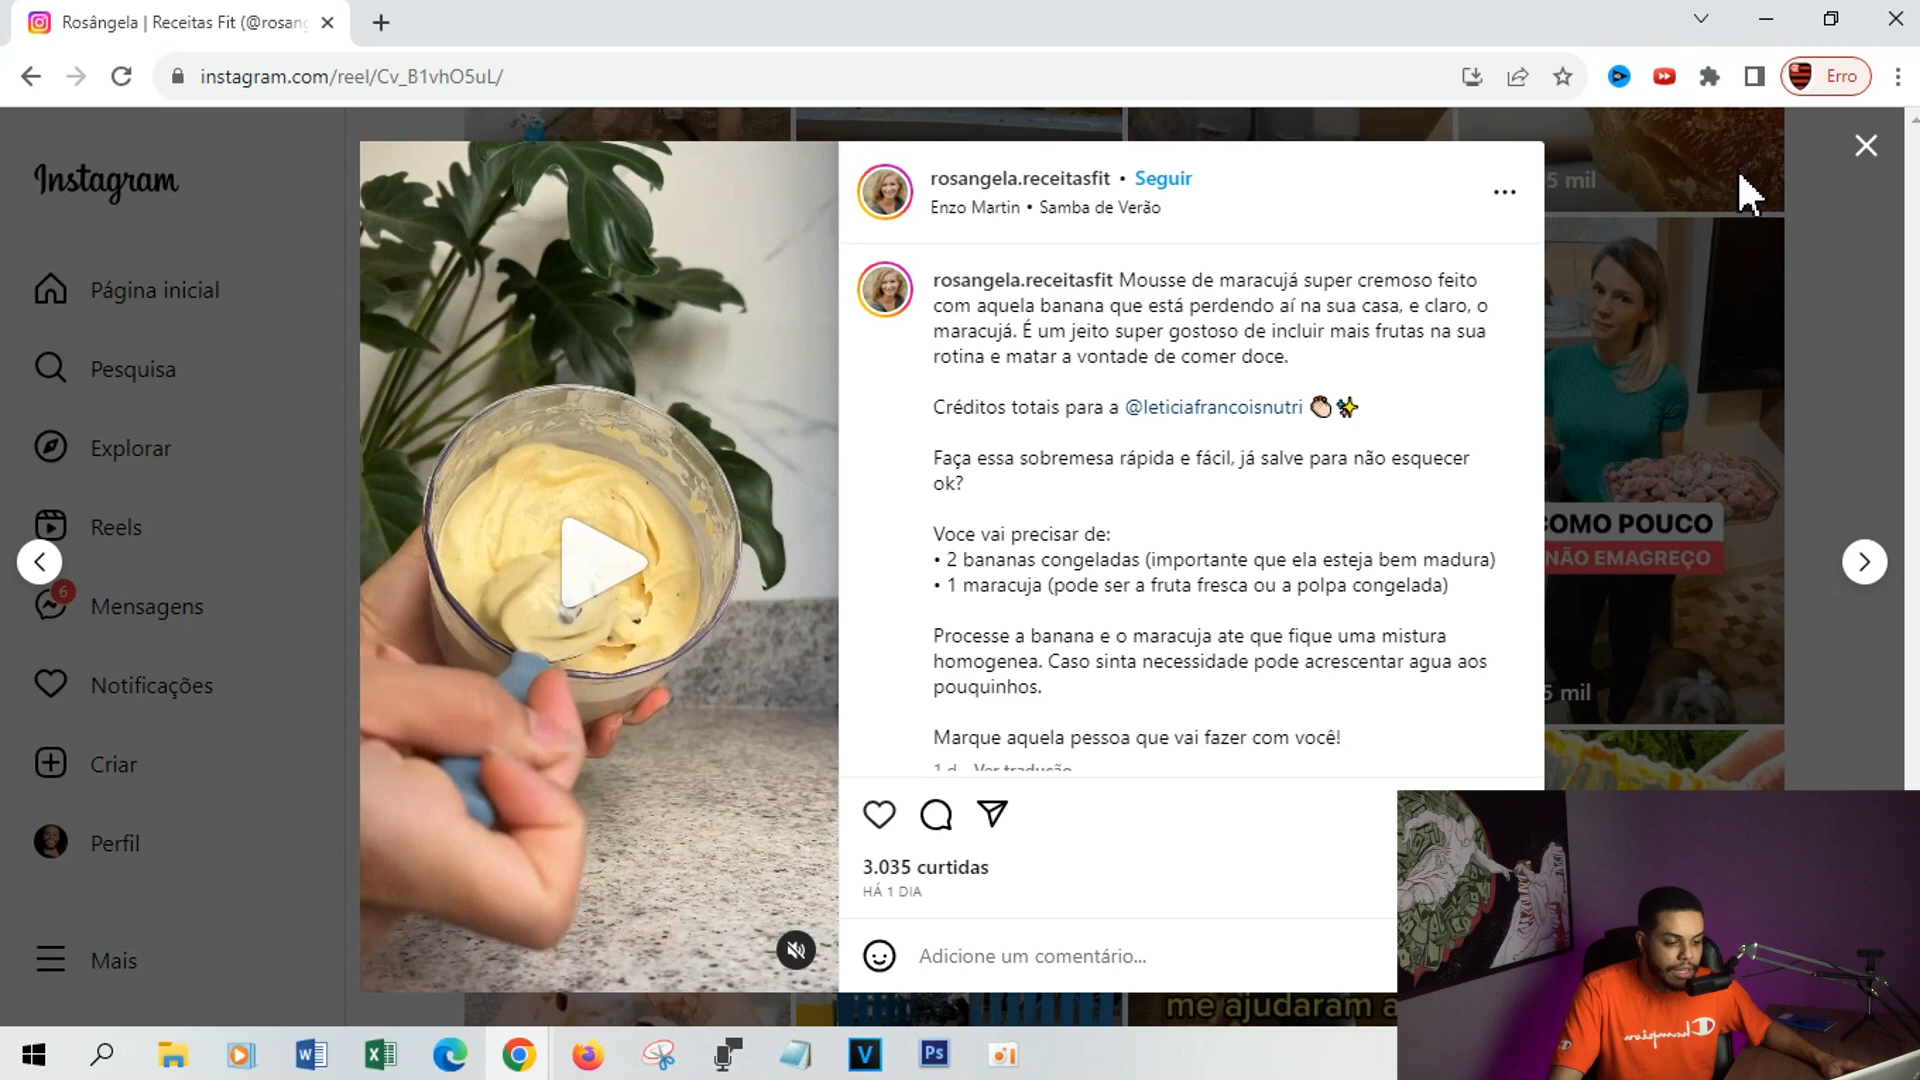 Rosângela | Receitas Fit (@rosang
instagram.com/reel/Cv_B1vhO5uL/
Erro
Instagram
Página inicial
Pesquisa
Explorar
Reels
6
Mensagens
Notificações
Criar
Perfil
Mais
rosangela.receitasfit • Seguir
Enzo Martin • Samba de Verão
rosangela.receitasfit Mousse de maracujá super cremoso feito
com aquela banana que está perdendo aí na sua casa, e claro, o
maracujá. É um jeito super gostoso de incluir mais frutas na sua
rotina e matar a vontade de comer doce.
Créditos totais para a @leticiafrancoisnutri
Faça essa sobremesa rápida e fácil, já salve para não esquecer
ok?
Voce vai precisar de:
• 2 bananas congeladas (importante que ela esteja bem madura)
• 1 maracuja (pode ser a fruta fresca ou a polpa congelada)
Processe a banana e o maracuja ate que fique uma mistura
homogenea. Caso sinta necessidade pode acrescentar agua aos
pouquinhos.
Marque aquela pessoa que vai fazer com você!
1 d Ver tradução
3.035 curtidas
HÁ 1 DIA
Adicione um comentário...
5 mil
COMO POUCO
NÃO EMAGREÇO
5 mil
me ajudaram a
V
Ps
Champion